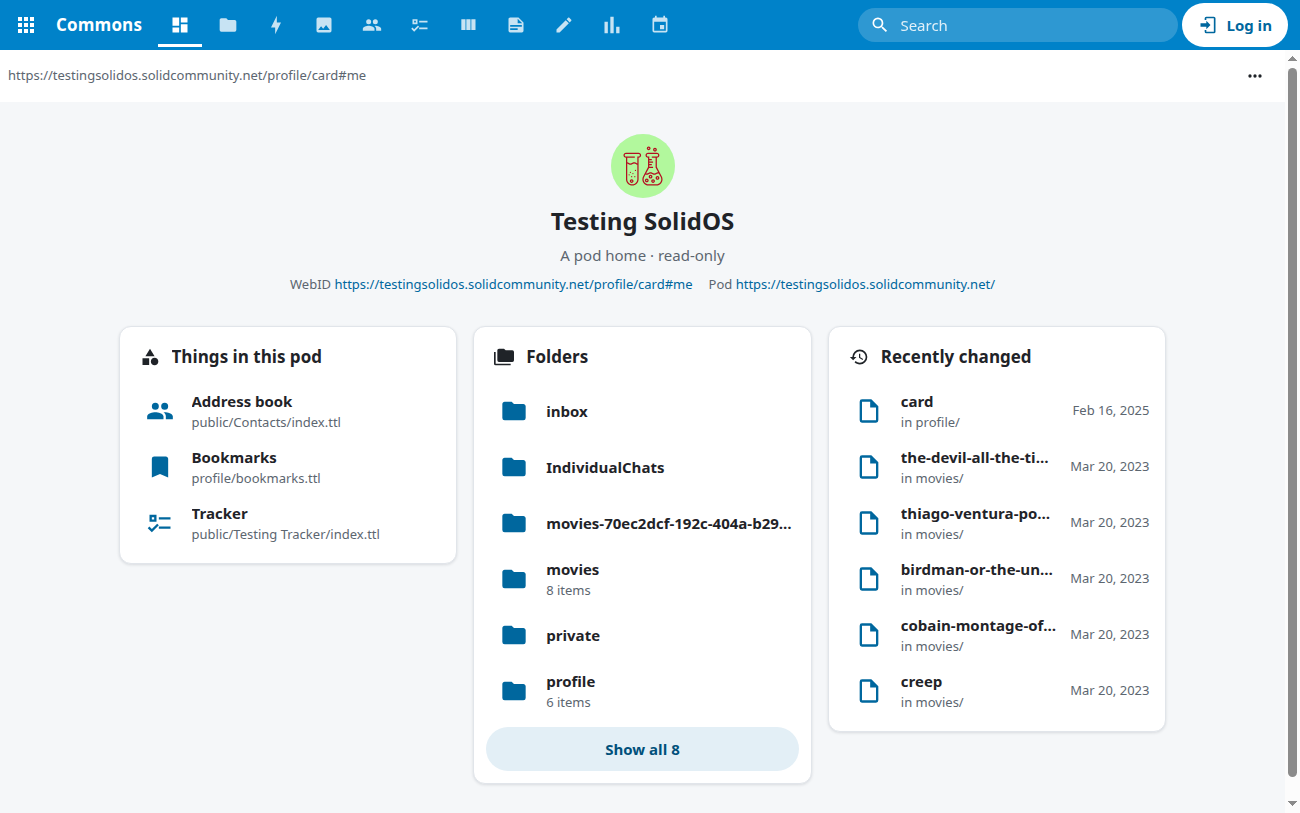 Commons
Search
Log in
https://testingsolidos.solidcommunity.net/profile/card#me
Testing SolidOS
A pod home · read-only
WebID https://testingsolidos.solidcommunity.net/profile/card#me Pod https://testingsolidos.solidcommunity.net/
Things in this pod
Address book
public/Contacts/index.ttl
Bookmarks
profile/bookmarks.ttl
Tracker
public/Testing Tracker/index.ttl
Folders
inbox
IndividualChats
movies-70ec2dcf-192c-404a-b29...
movies
8 items
private
profile
6 items
Show all 8
Recently changed
card
in profile/
Feb 16, 2025
the-devil-all-the-ti...
in movies/
Mar 20, 2023
thiago-ventura-po...
in movies/
Mar 20, 2023
birdman-or-the-un...
in movies/
Mar 20, 2023
cobain-montage-of...
in movies/
Mar 20, 2023
creep
in movies/
Mar 20, 2023